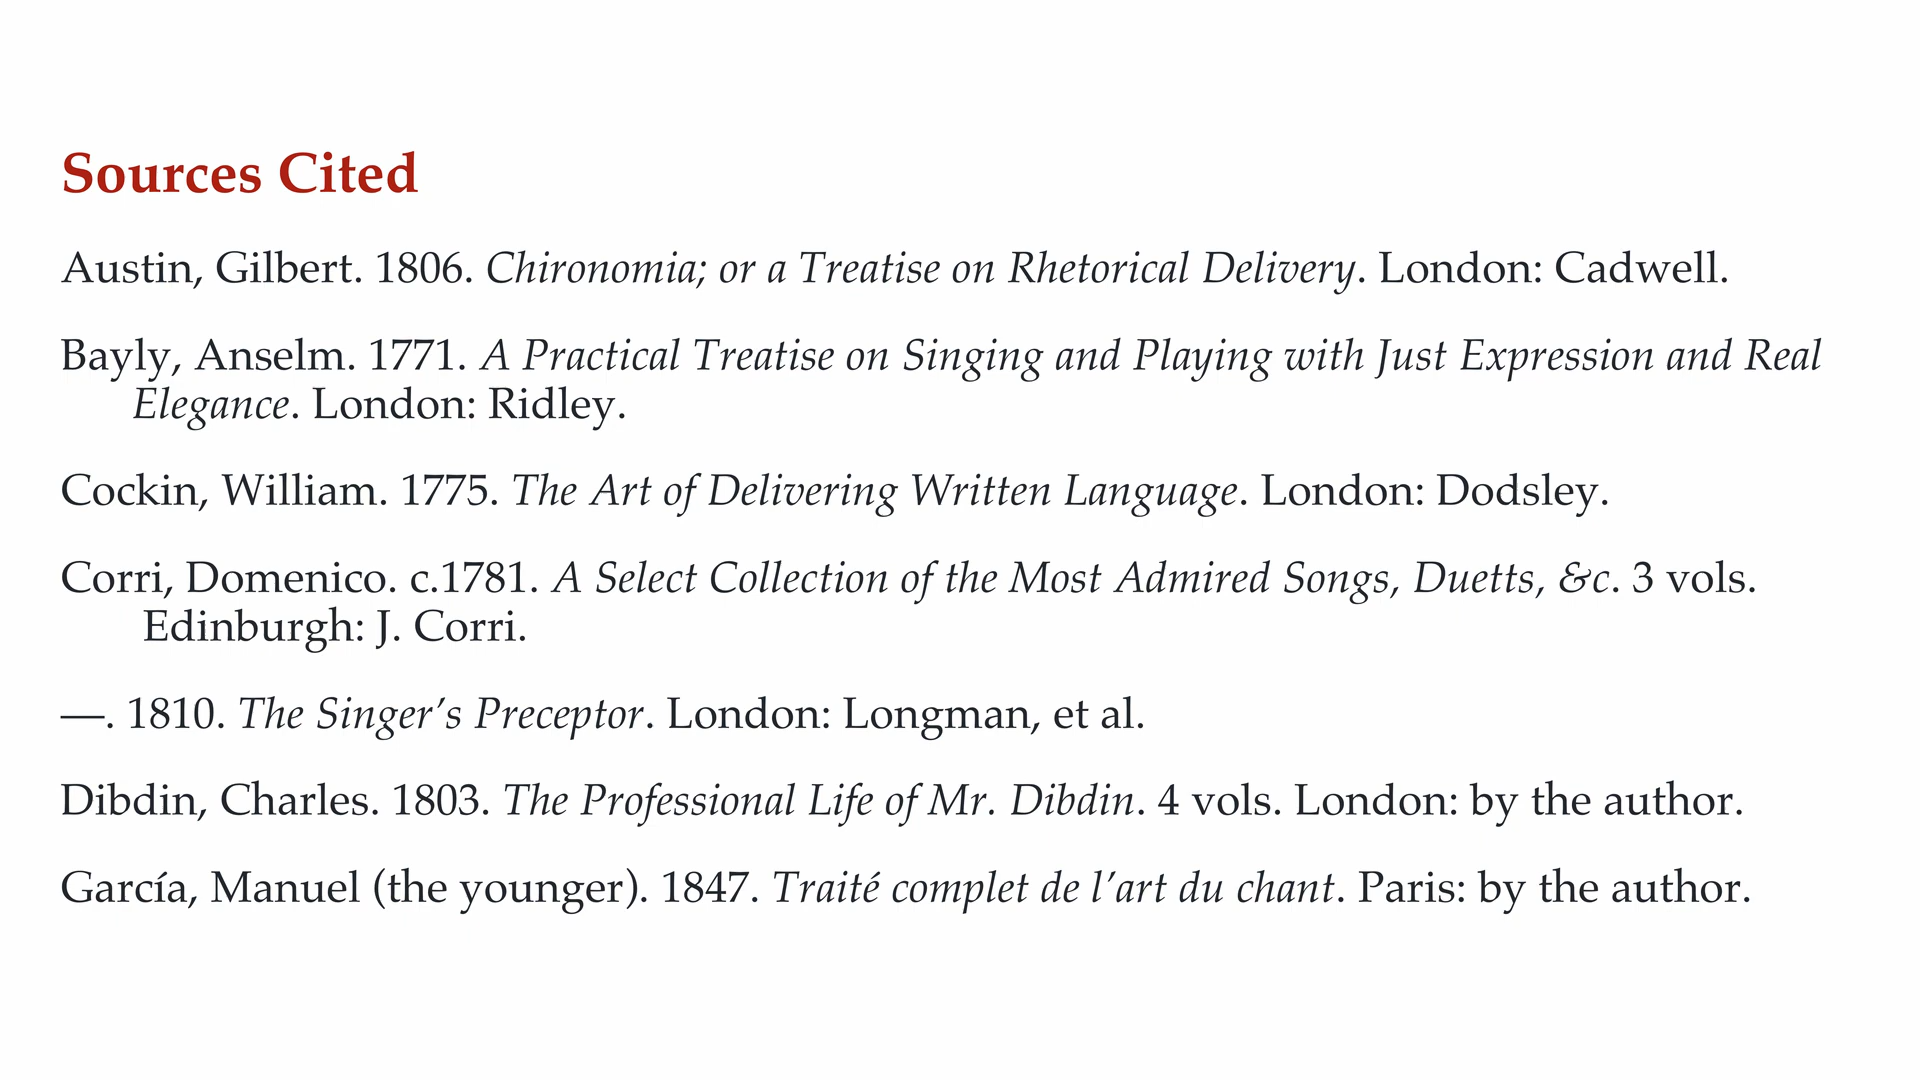 Sources Cited
Austin, Gilbert. 1806. Chironomia; or a Treatise on Rhetorical Delivery. London: Cadwell.
Bayly, Anselm. 1771. A Practical Treatise on Singing and Playing with Just Expression and Real
Elegance. London: Ridley.
Cockin, William. 1775. The Art of Delivering Written Language. London: Dodsley.
Corri, Domenico. c.1781. A Select Collection of the Most Admired Songs, Duetts, &c. 3 vols.
Edinburgh: J. Corri.
—. 1810. The Singer’s Preceptor. London: Longman, et al.
Dibdin, Charles. 1803. The Professional Life of Mr. Dibdin. 4 vols. London: by the author.
García, Manuel (the younger). 1847. Traité complet de l’art du chant. Paris: by the author.